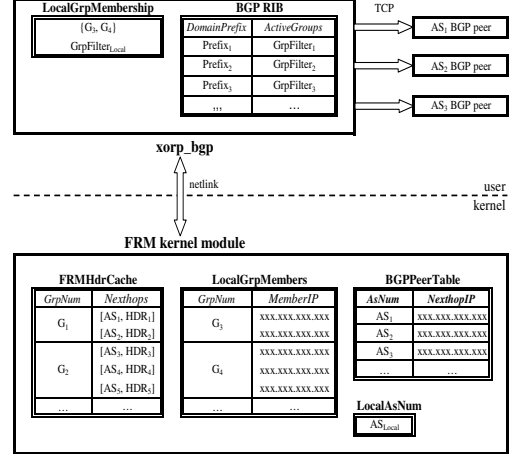 LocalGrpMembership
{G3, G4}
GrpFilterLocal
BGP RIB
DomainPrefix ActiveGroups
Prefix1 GrpFilter1
Prefix2 GrpFilter2
Prefix3 GrpFilter3
,,, …
TCP
AS1 BGP peer
AS2 BGP peer
AS3 BGP peer
xorp_bgp
netlink
user
kernel
FRM kernel module
FRMHdrCache
GrpNum Nexthops
G1
[AS1, HDR1]
[AS2, HDR2]
G2
[AS3, HDR3]
[AS4, HDR4]
[AS5, HDR5]
… …
LocalGrpMembers
GrpNum MemberIP
G3
xxx.xxx.xxx.xxx
xxx.xxx.xxx.xxx
G4
xxx.xxx.xxx.xxx
xxx.xxx.xxx.xxx
xxx.xxx.xxx.xxx
… …
BGPPeerTable
AsNum NexthopIP
AS1 xxx.xxx.xxx.xxx
AS2 xxx.xxx.xxx.xxx
AS3 xxx.xxx.xxx.xxx
… …
LocalAsNum
ASLocal